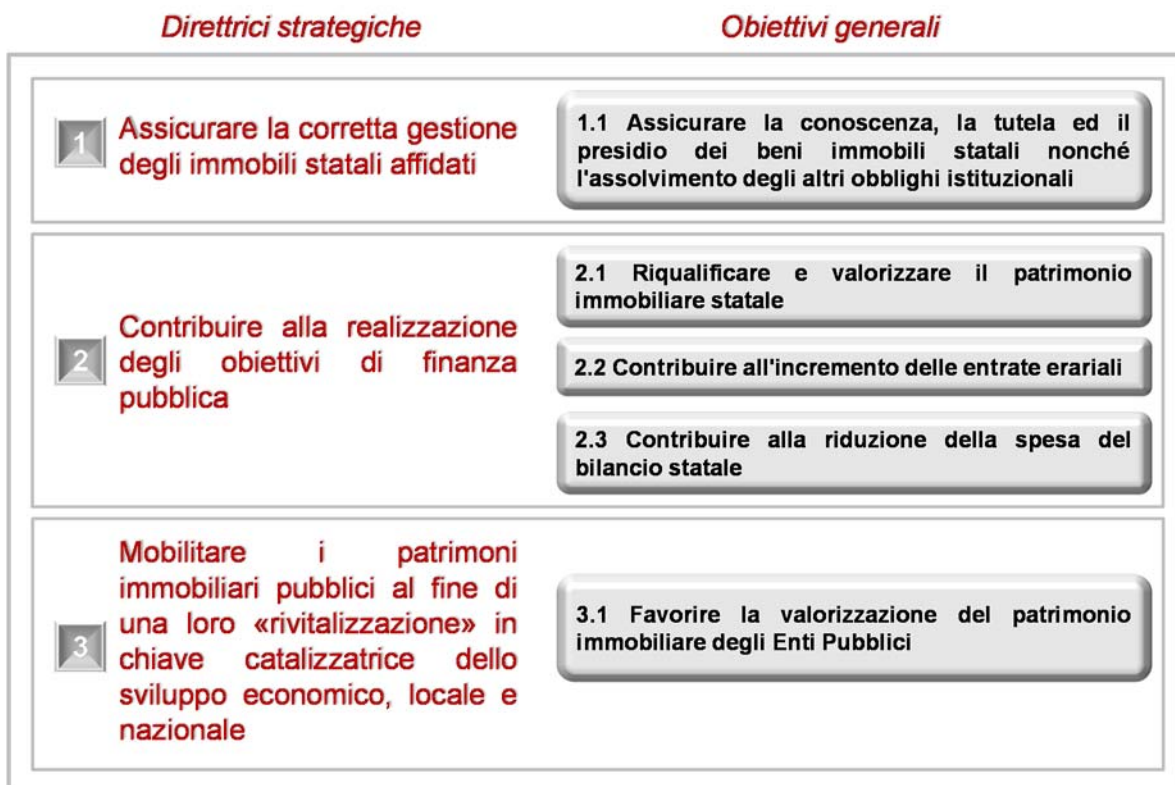 Direttrici strategiche
Obiettivi generali
1
Assicurare la corretta gestione
degli immobili statali affidati
1.1 Assicurare la conoscenza, la tutela ed il
presidio dei beni immobili statali nonché
l'assolvimento degli altri obblighi istituzionali
2
Contribuire alla realizzazione
degli obiettivi di finanza
pubblica
2.1 Riqualificare e valorizzare il patrimonio
immobiliare statale
2.2 Contribuire all'incremento delle entrate erariali
2.3 Contribuire alla riduzione della spesa del
bilancio statale
3
Mobilitare i patrimoni
immobiliari pubblici al fine di
una loro «rivitalizzazione» in
chiave catalizzatrice dello
sviluppo economico, locale e
nazionale
3.1 Favorire la valorizzazione del patrimonio
immobiliare degli Enti Pubblici